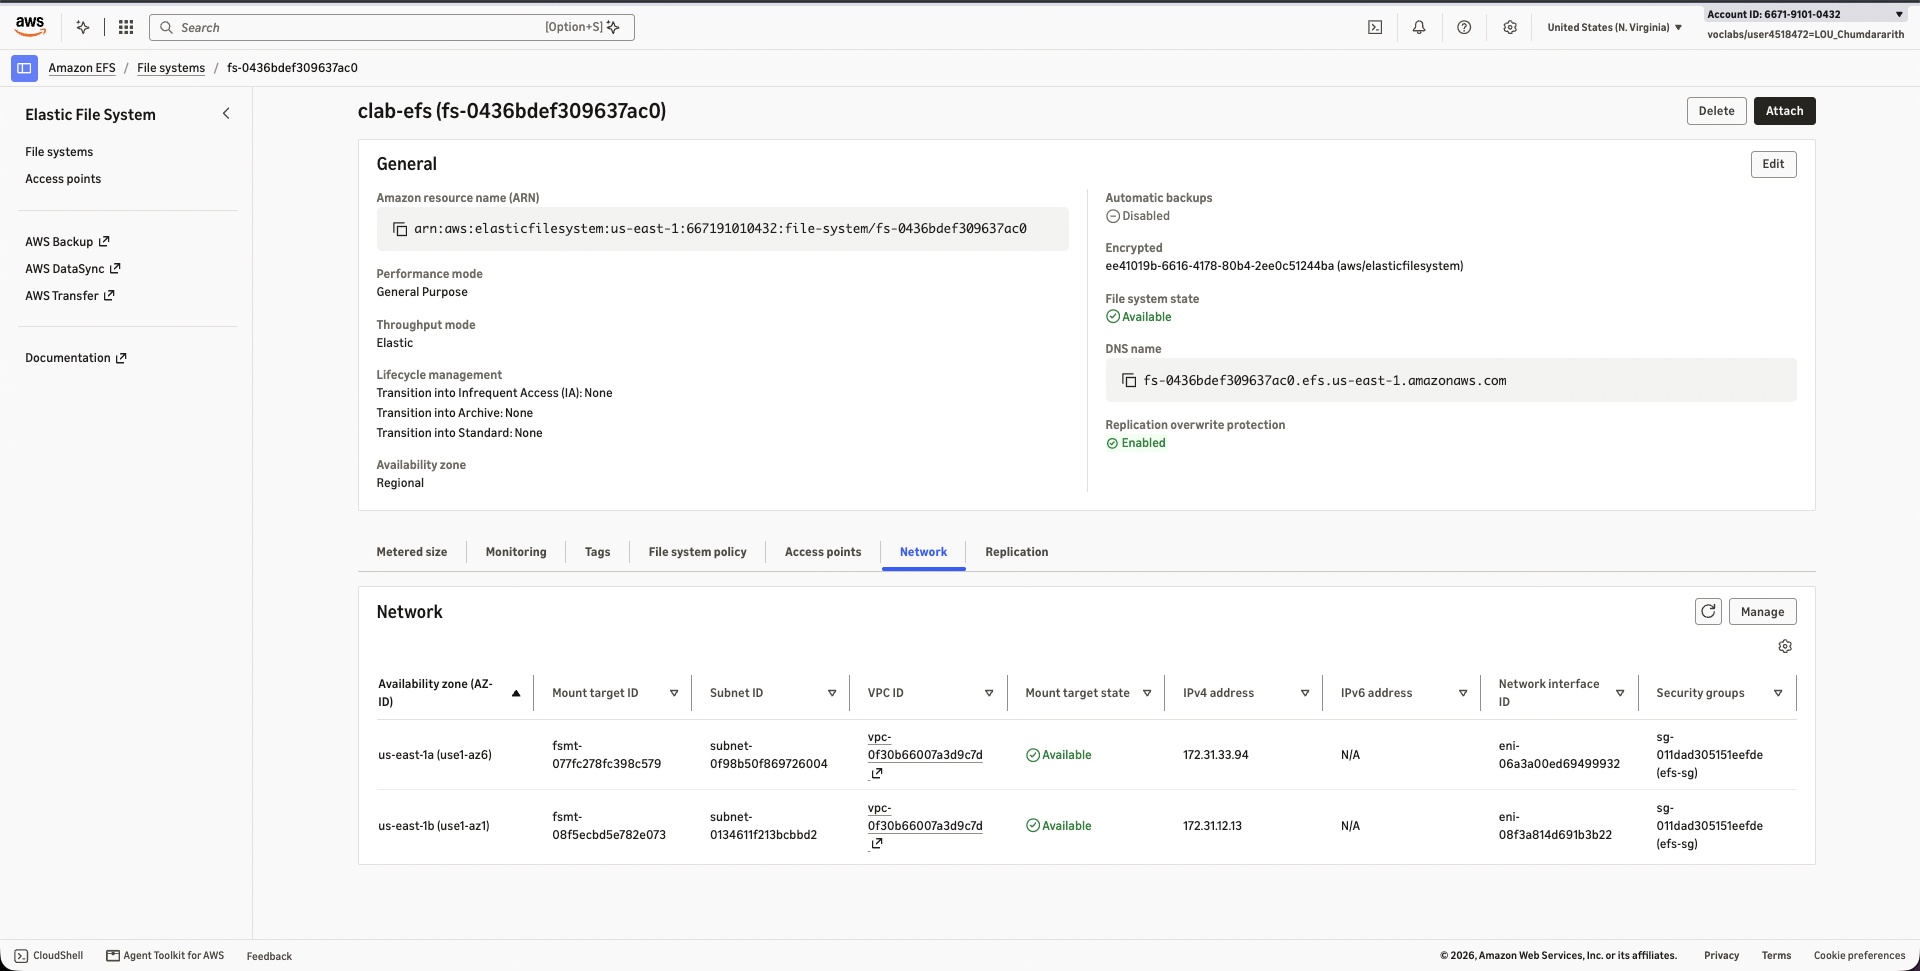 aws
Search
[Option+S]
United States (N. Virginia)
Account ID: 6671-9101-0432
voclabs/user4518472=LOU_Chumdararith
Amazon EFS / File systems / fs-0436bdef309637ac0
Elastic File System
File systems
Access points
AWS Backup
AWS DataSync
AWS Transfer
Documentation
clab-efs (fs-0436bdef309637ac0)
Delete
Attach
General
Edit
Amazon resource name (ARN)
arn:aws:elasticfilesystem:us-east-1:667191010432:file-system/fs-0436bdef309637ac0
Performance mode
General Purpose
Throughput mode
Elastic
Lifecycle management
Transition into Infrequent Access (IA): None
Transition into Archive: None
Transition into Standard: None
Availability zone
Regional
Automatic backups
Disabled
Encrypted
ee41019b-6616-4178-80b4-2ee0c51244ba (aws/elasticfilesystem)
File system state
Available
DNS name
fs-0436bdef309637ac0.efs.us-east-1.amazonaws.com
Replication overwrite protection
Enabled
Metered size
Monitoring
Tags
File system policy
Access points
Network
Replication
Network
Manage
Availability zone (AZ-
ID)
Mount target ID
Subnet ID
VPC ID
Mount target state
IPv4 address
IPv6 address
Network interface
ID
Security groups
us-east-1a (use1-az6)
fsmt-
077fc278fc398c579
subnet-
0f98b50f869726004
vpc-
0f30b66007a3d9c7d
Available
172.31.33.94
N/A
eni-
06a3a00ed69499932
sg-
011dad305151eefde
(efs-sg)
us-east-1b (use1-az1)
fsmt-
08f5ecbd5e782e073
subnet-
0134611f213bcbbd2
vpc-
0f30b66007a3d9c7d
Available
172.31.12.13
N/A
eni-
08f3a814d691b3b22
sg-
011dad305151eefde
(efs-sg)
CloudShell
Agent Toolkit for AWS
Feedback
© 2026, Amazon Web Services, Inc. or its affiliates.
Privacy
Terms
Cookie preferences